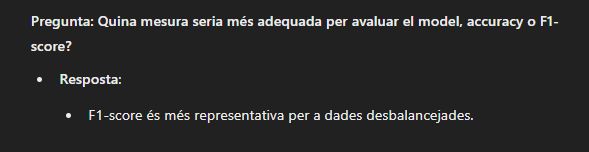 Pregunta: Quina mesura seria més adequada per avaluar el model, accuracy o F1-
score?
• Resposta:
• F1-score és més representativa per a dades desbalancejades.